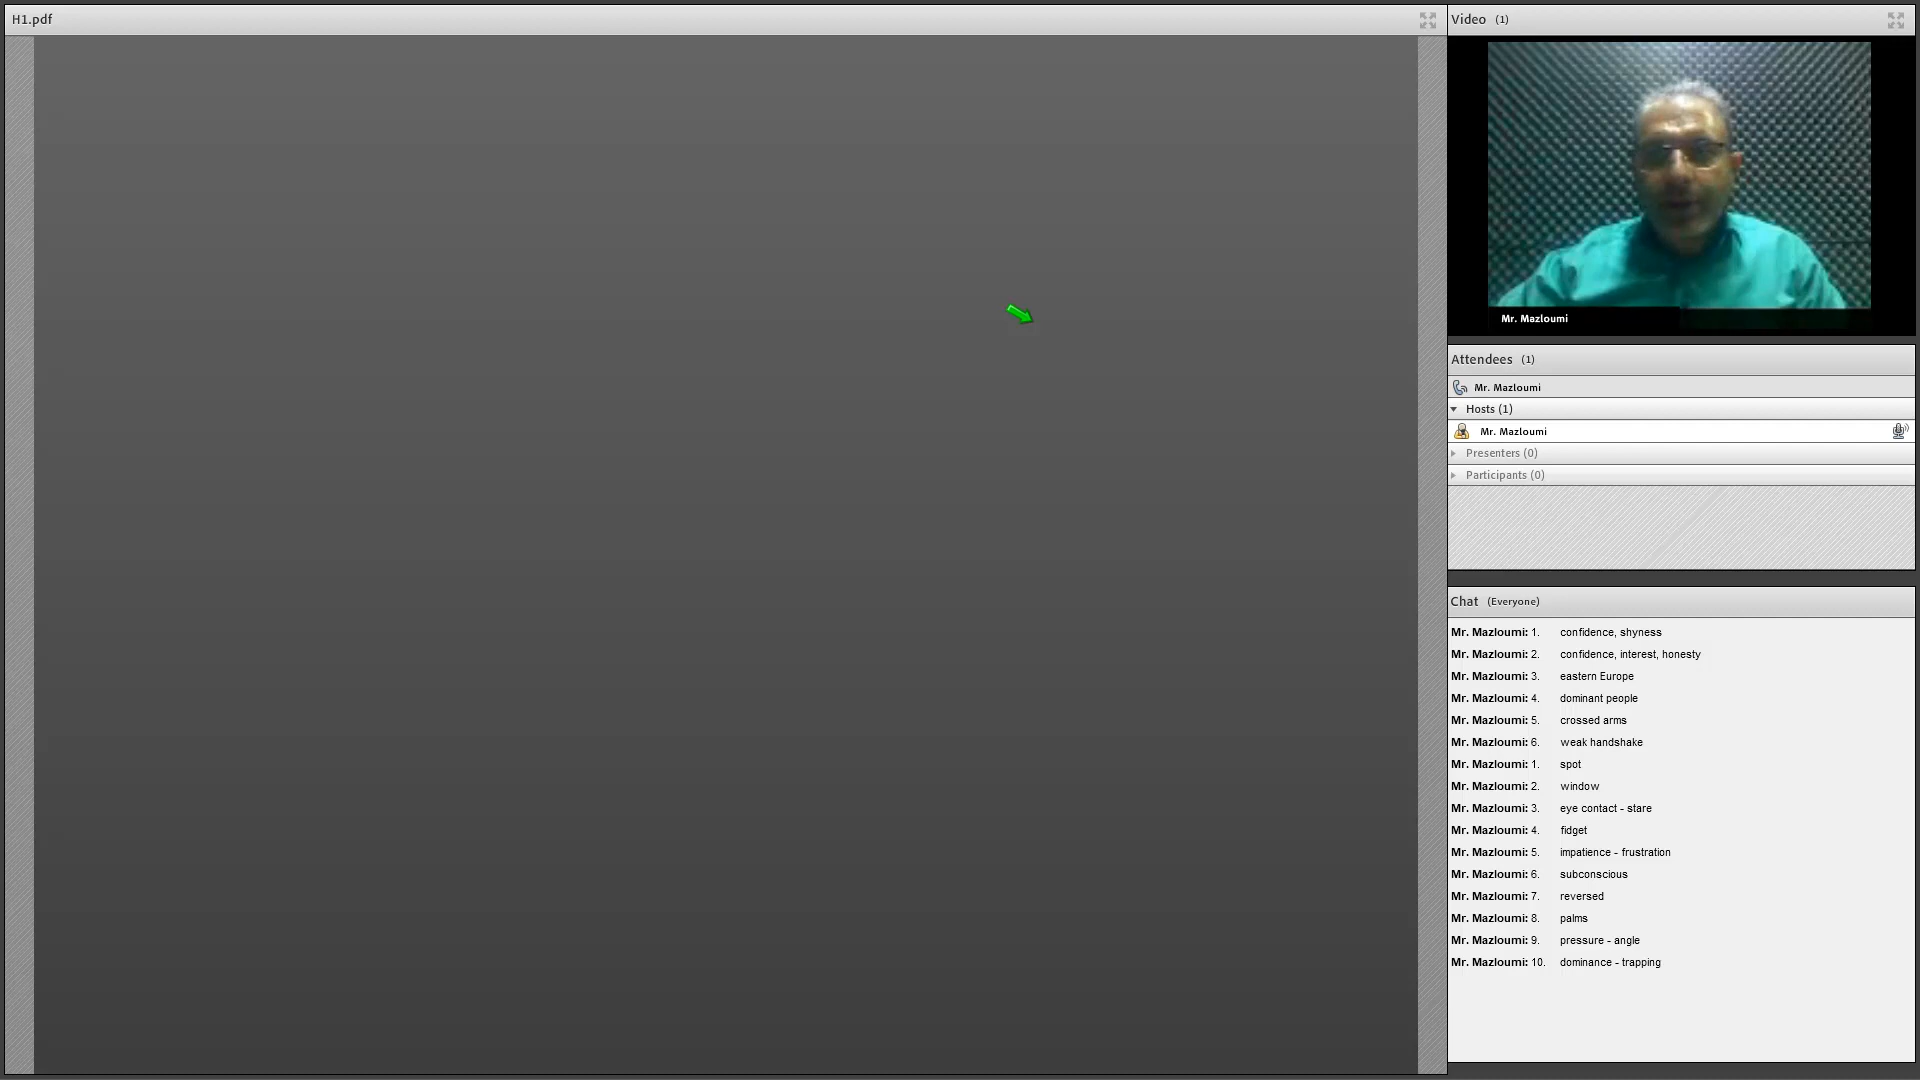 H1.pdf
Video (1)
Mr. Mazloumi
Attendees (1)
Mr. Mazloumi
Hosts (1)
Mr. Mazloumi
Presenters (0)
Participants (0)
Chat (Everyone)
Mr. Mazloumi: 1. confidence, shyness
Mr. Mazloumi: 2. confidence, interest, honesty
Mr. Mazloumi: 3. eastern Europe
Mr. Mazloumi: 4. dominant people
Mr. Mazloumi: 5. crossed arms
Mr. Mazloumi: 6. weak handshake
Mr. Mazloumi: 1. spot
Mr. Mazloumi: 2. window
Mr. Mazloumi: 3. eye contact - stare
Mr. Mazloumi: 4. fidget
Mr. Mazloumi: 5. impatience - frustration
Mr. Mazloumi: 6. subconscious
Mr. Mazloumi: 7. reversed
Mr. Mazloumi: 8. palms
Mr. Mazloumi: 9. pressure - angle
Mr. Mazloumi: 10. dominance - trapping